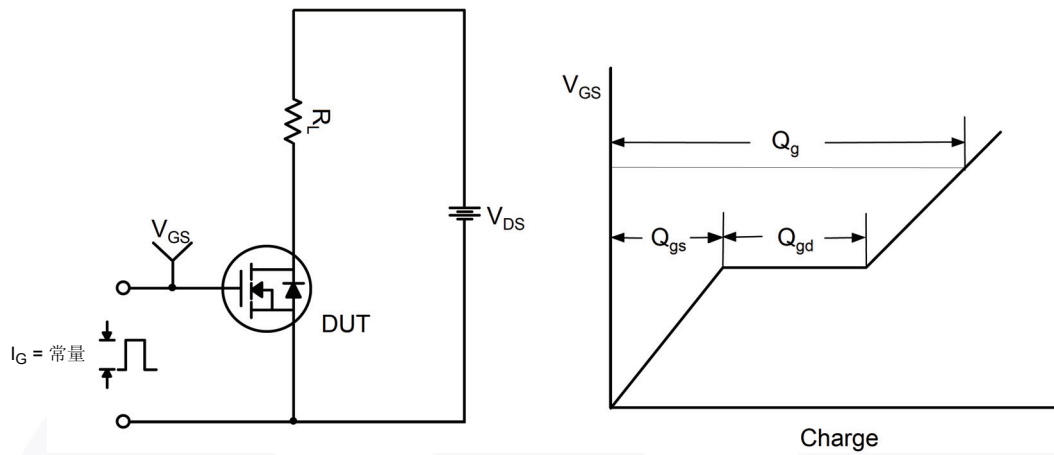 R_L
V_GS
V_DS
DUT
I_G = 常量
V_GS
Q_g
Q_gs
Q_gd
Charge